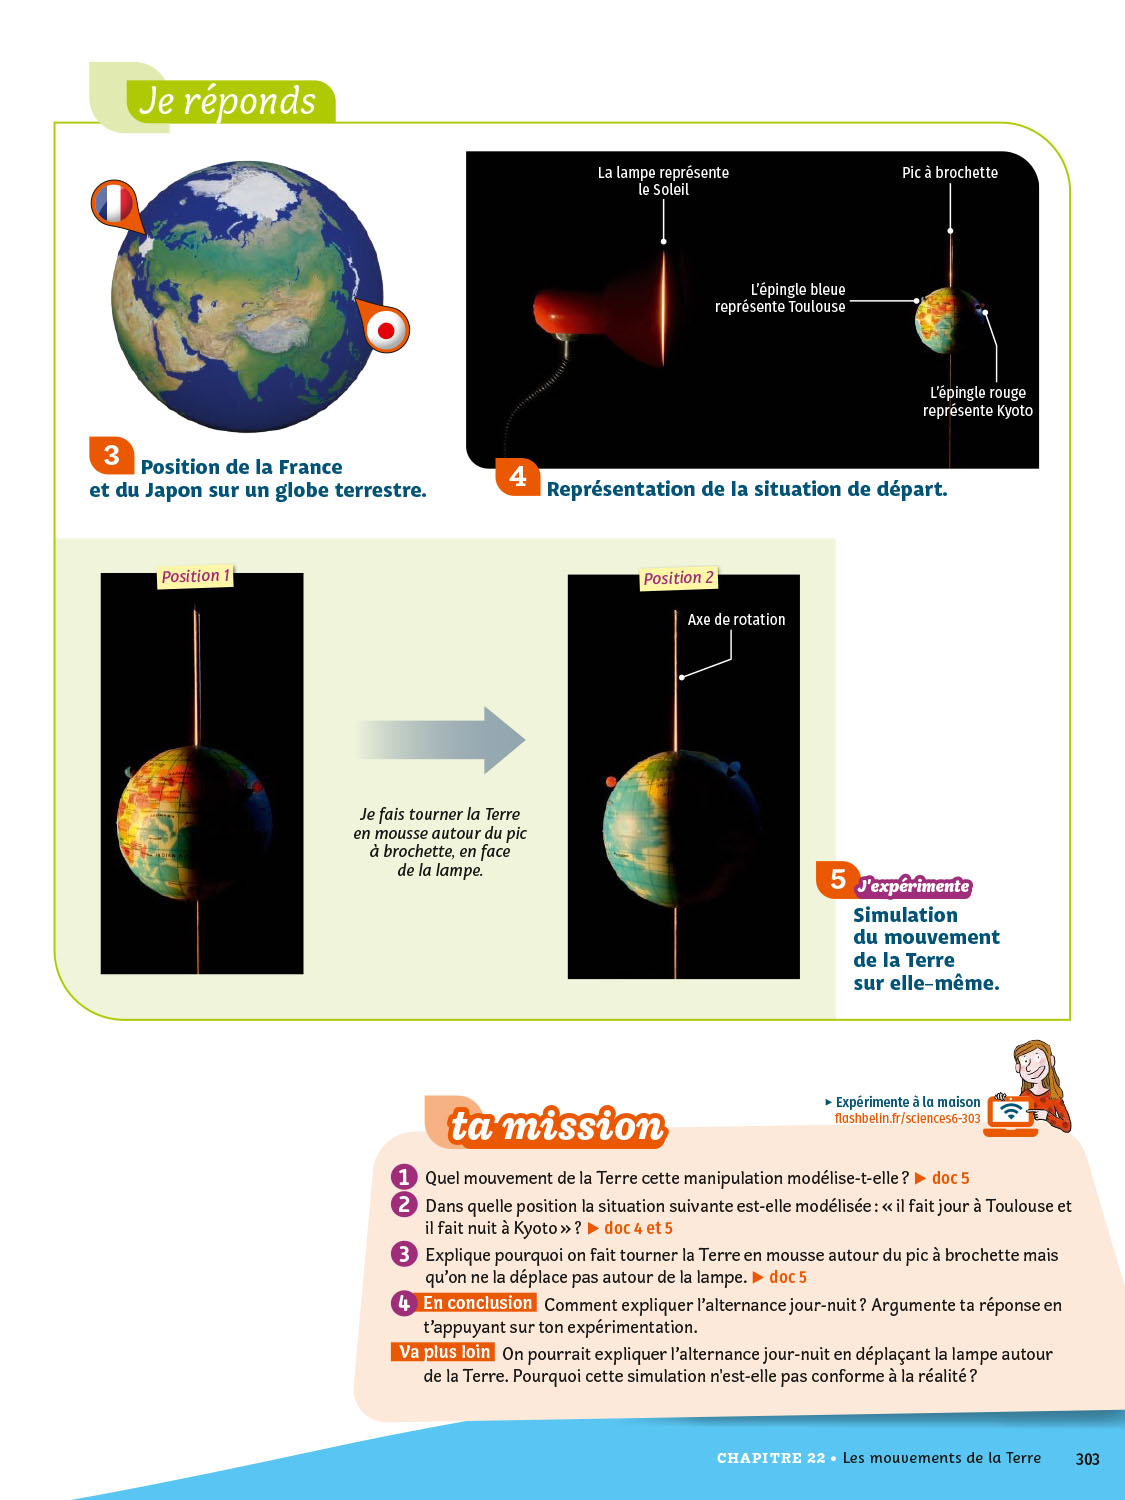 Je réponds
La lampe représente
le Soleil
Pic à brochette
L'épingle bleue
représente Toulouse
L'épingle rouge
représente Kyoto
3 Position de la France
et du Japon sur un globe terrestre.
4 Représentation de la situation de départ.
Position 1
Position 2
Axe de rotation
Je fais tourner la Terre
en mousse autour du pic
à brochette, en face
de la lampe.
5 J'expérimente
Simulation
du mouvement
de la Terre
sur elle-même.
ta mission
▸ Expérimente à la maison
flashbelin.fr/sciences6-303
1 Quel mouvement de la Terre cette manipulation modélise-t-elle ? ▶ doc 5
2 Dans quelle position la situation suivante est-elle modélisée : « il fait jour à Toulouse et
il fait nuit à Kyoto » ? ▶ doc 4 et 5
3 Explique pourquoi on fait tourner la Terre en mousse autour du pic à brochette mais
qu'on ne la déplace pas autour de la lampe. ▶ doc 5
4 En conclusion Comment expliquer l'alternance jour-nuit ? Argumente ta réponse en
t'appuyant sur ton expérimentation.
Va plus loin On pourrait expliquer l'alternance jour-nuit en déplaçant la lampe autour
de la Terre. Pourquoi cette simulation n'est-elle pas conforme à la réalité ?
CHAPITRE 22 • Les mouvements de la Terre 303